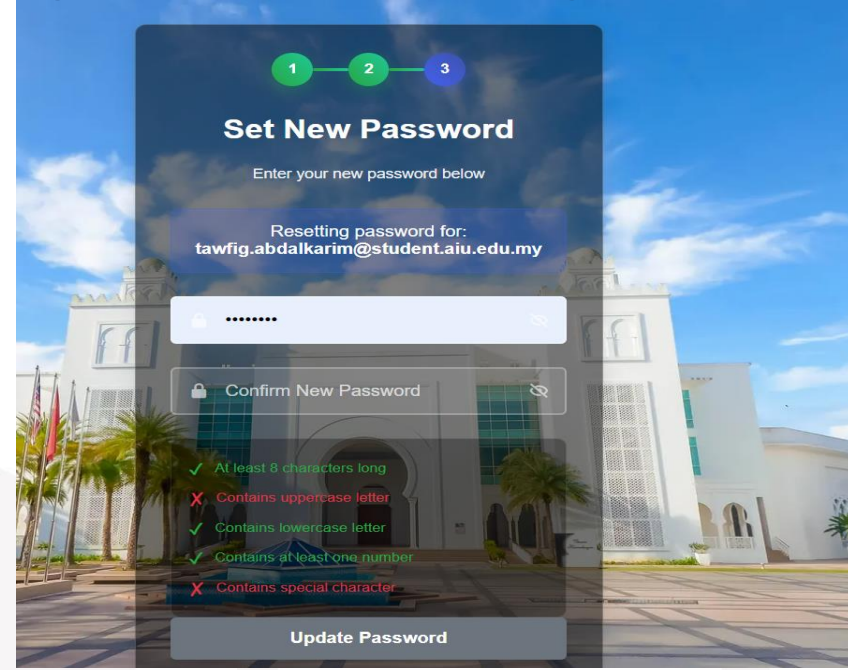 1 2 3
Set New Password
Enter your new password below
Resetting password for:
tawfig.abdalkarim@student.aiu.edu.my
••••••••
Confirm New Password
✓ At least 8 characters long
✗ Contains uppercase letter
✓ Contains lowercase letter
✓ Contains at least one number
✗ Contains special character
Update Password